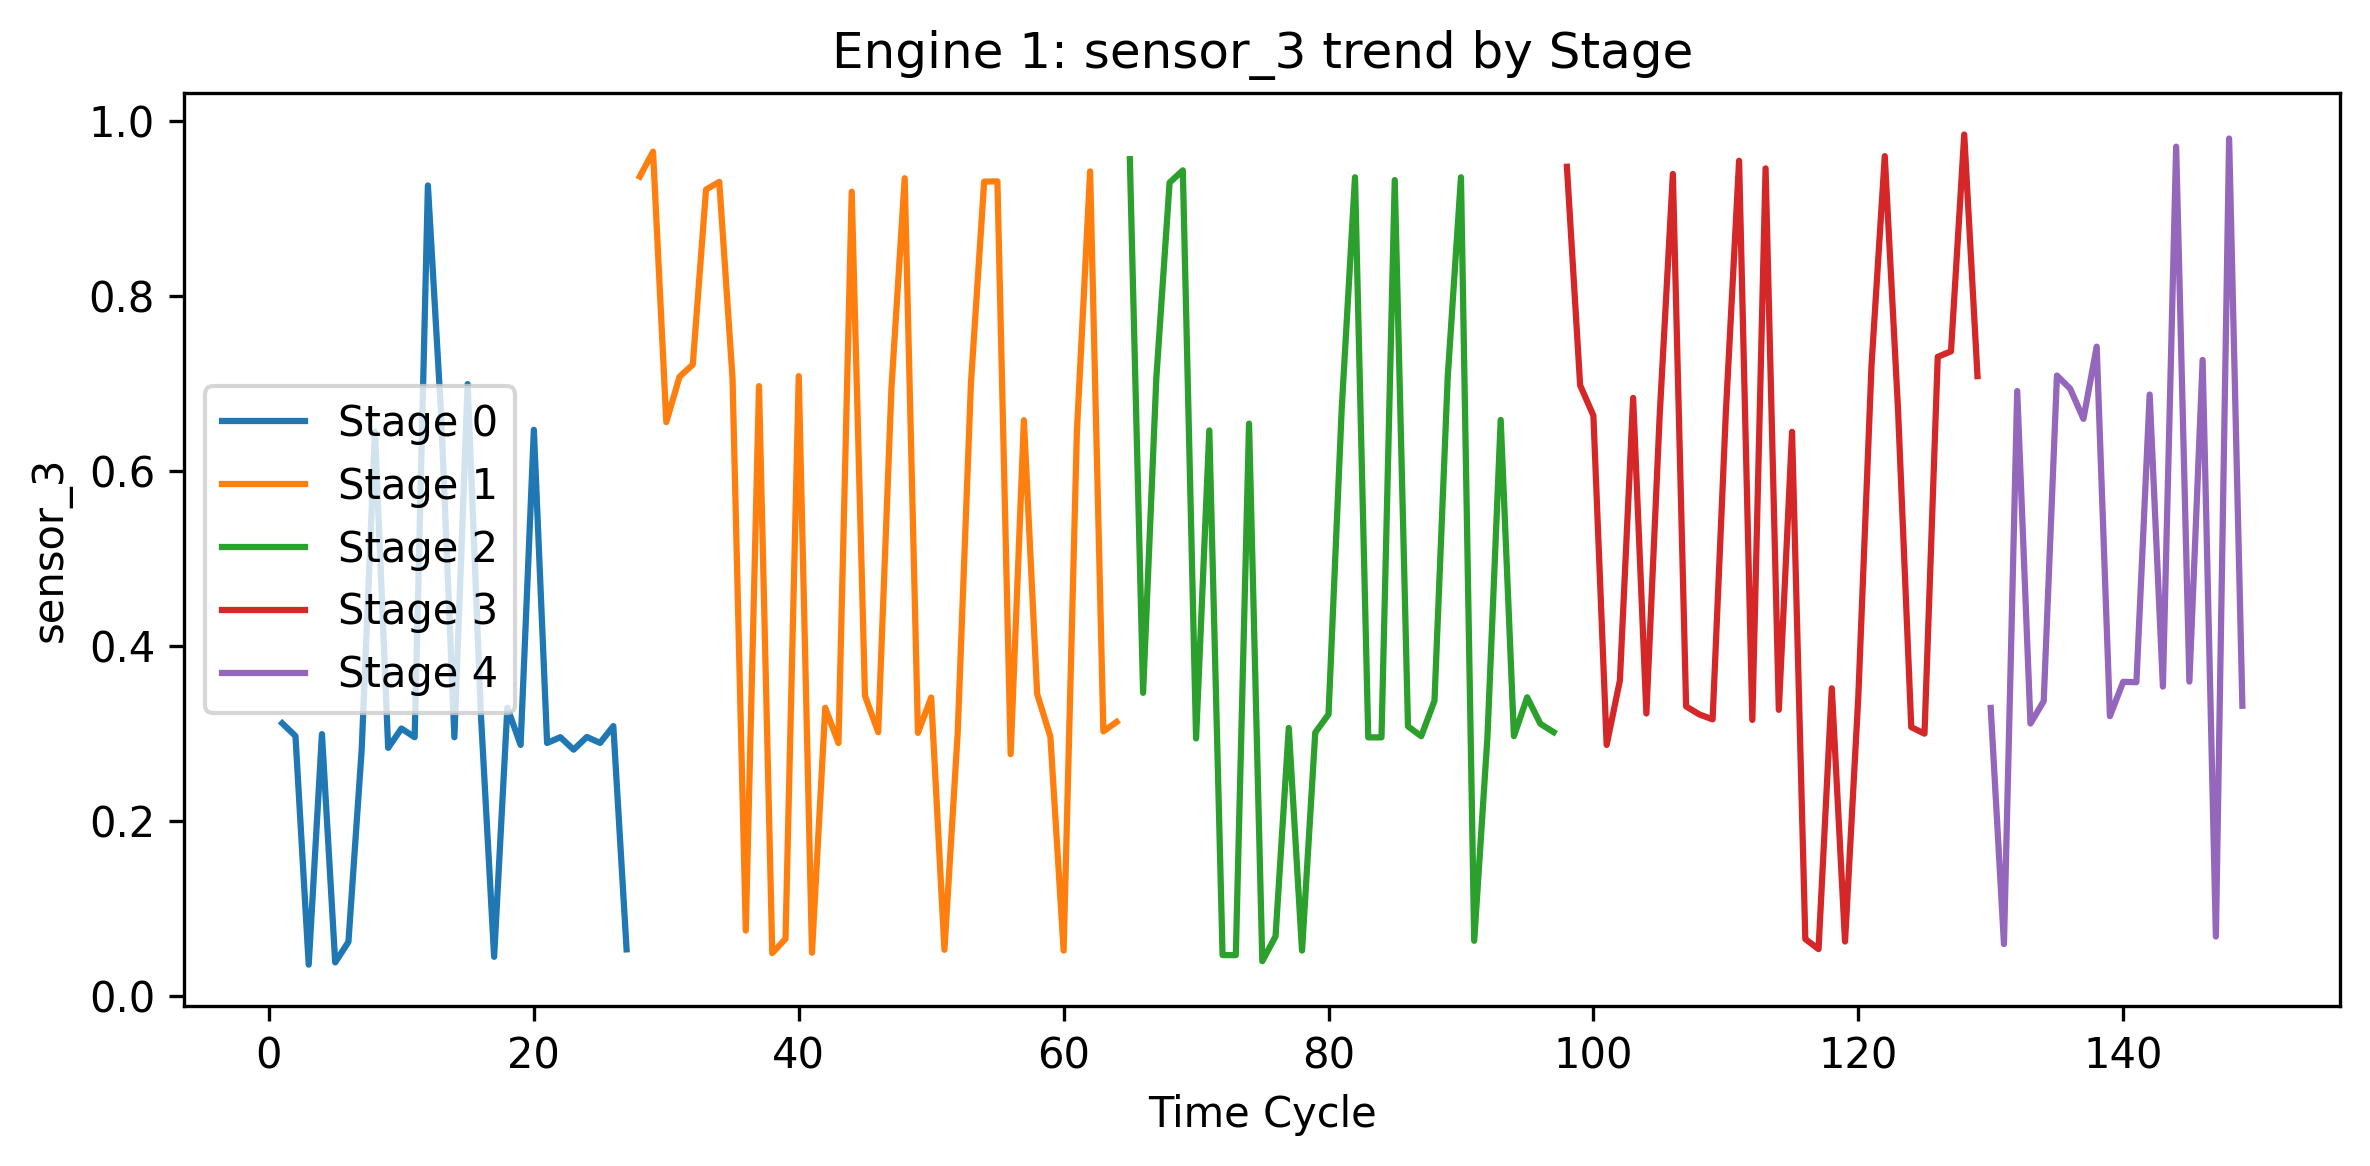 Engine 1: sensor_3 trend by Stage
sensor_3
1.0
0.8
0.6
0.4
0.2
0.0
Stage 0
Stage 1
Stage 2
Stage 3
Stage 4
0 20 40 60 80 100 120 140
Time Cycle